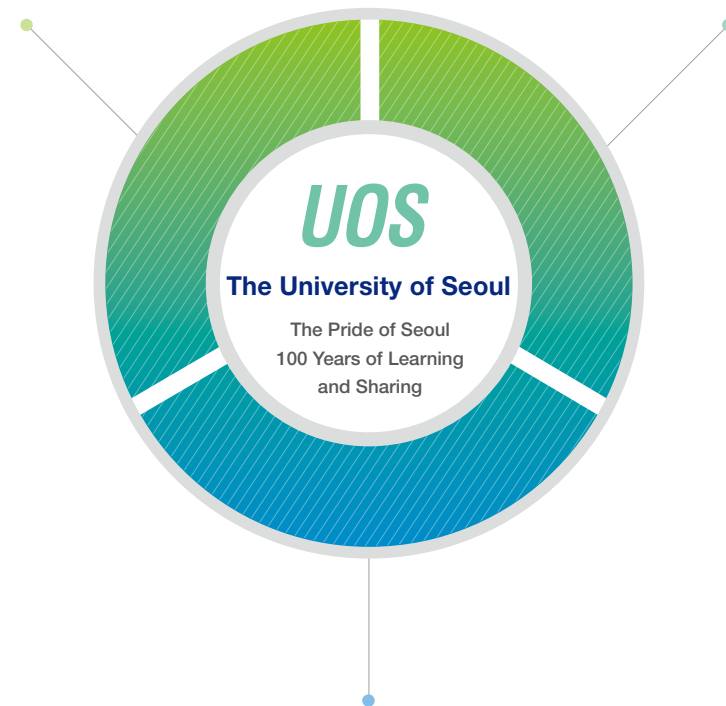 UOS
The University of Seoul
The Pride of Seoul
100 Years of Learning
and Sharing